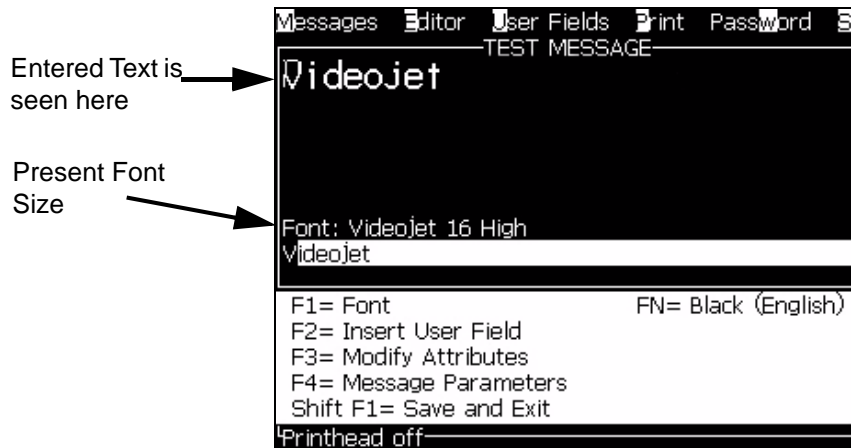 Messages Editor User Fields Print Password S
TEST MESSAGE
Entered Text is
seen here
Videojet
Present Font
Size
Font: Videojet 16 High
Videojet
F1= Font FN= Black (English)
F2= Insert User Field
F3= Modify Attributes
F4= Message Parameters
Shift F1= Save and Exit
Printhead off